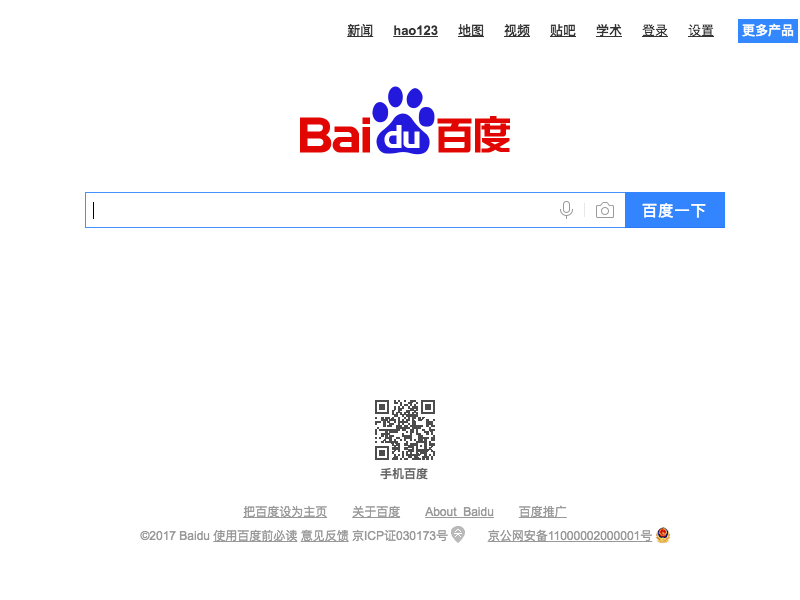 新闻 hao123 地图 视频 贴吧 学术 登录 设置 更多产品
Bai du 百度
百度一下
手机百度
把百度设为主页 关于百度 About Baidu 百度推广
©2017 Baidu 使用百度前必读 意见反馈 京ICP证030173号 京公网安备11000002000001号